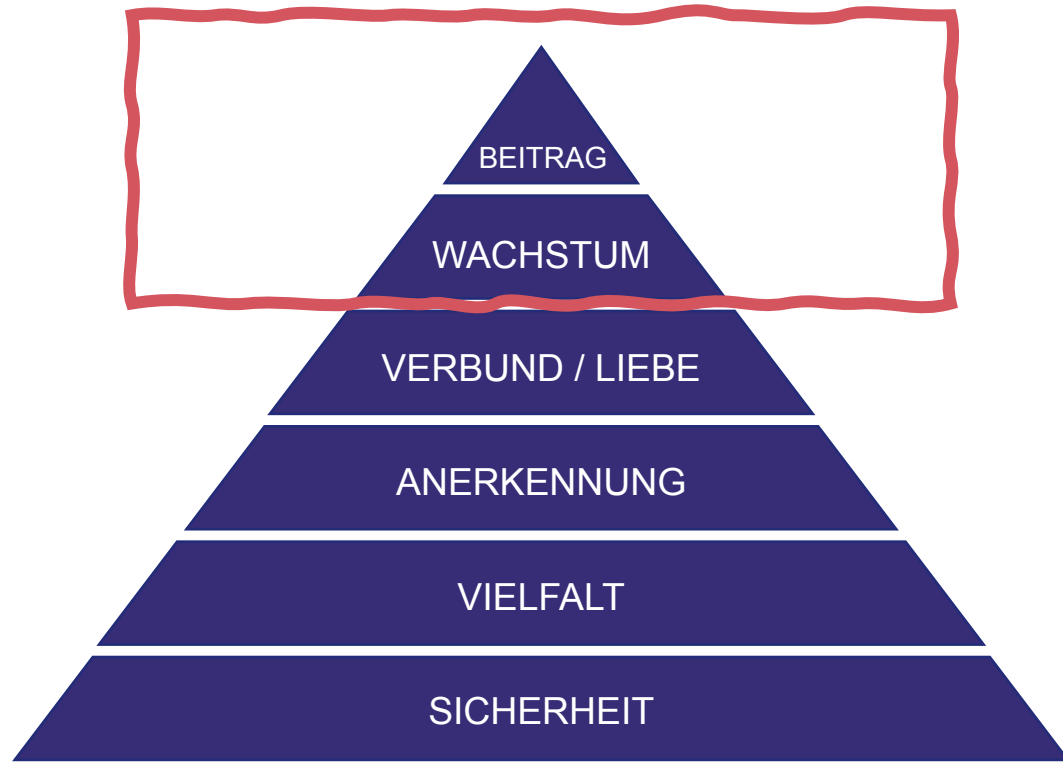 BEITRAG
WACHSTUM
VERBUND / LIEBE
ANERKENNUNG
VIELFALT
SICHERHEIT